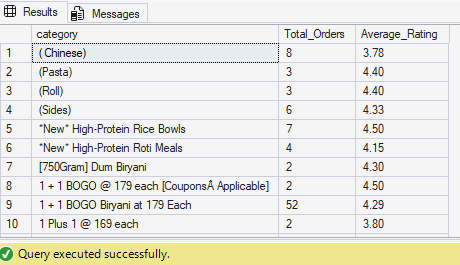 Results Messages
category Total_Orders Average_Rating
1 ( Chinese) 8 3.78
2 (Pasta) 3 4.40
3 (Roll) 3 4.40
4 (Sides) 6 4.33
5 *New* High-Protein Rice Bowls 7 4.50
6 *New* High-Protein Roti Meals 4 4.15
7 [750Gram] Dum Biryani 2 4.30
8 1 + 1 BOGO @ 179 each [CouponsÂ Applicable] 2 4.50
9 1 + 1 BOGO Biryani at 179 Each 52 4.29
10 1 Plus 1 @ 169 each 2 3.80
Query executed successfully.